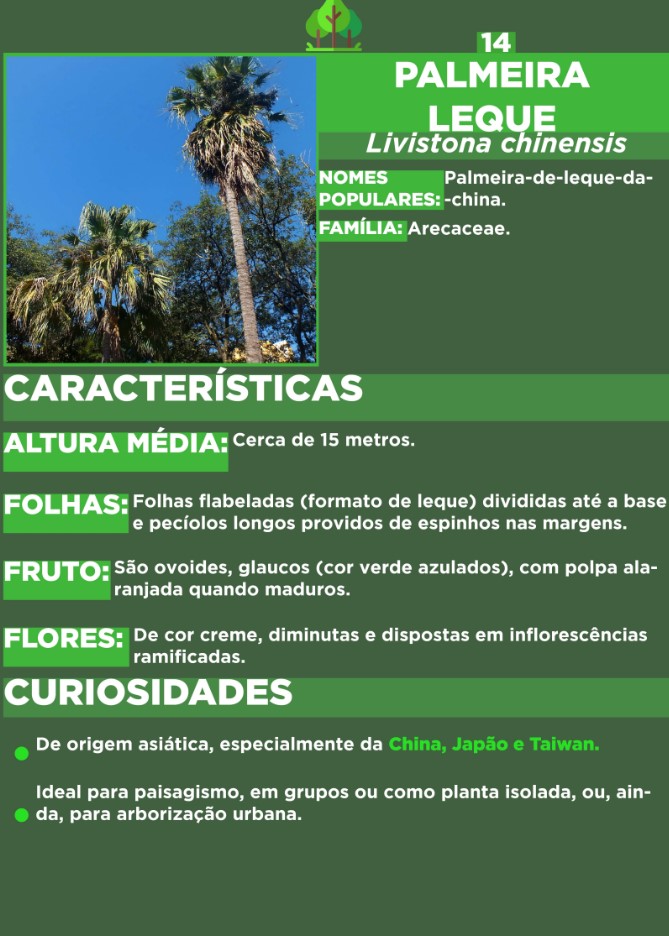 14
PALMEIRA
LEQUE
Livistona chinensis
NOMES POPULARES: Palmeira-de-leque-da-
-china.
FAMÍLIA: Arecaceae.
CARACTERÍSTICAS
ALTURA MÉDIA: Cerca de 15 metros.
FOLHAS: Folhas flabeladas (formato de leque) divididas até a base
e pecíolos longos providos de espinhos nas margens.
FRUTO: São ovoides, glaucos (cor verde azulados), com polpa ala-
ranjada quando maduros.
FLORES: De cor creme, diminutas e dispostas em inflorescências
ramificadas.
CURIOSIDADES
De origem asiática, especialmente da China, Japão e Taiwan.
Ideal para paisagismo, em grupos ou como planta isolada, ou, ain-
da, para arborização urbana.